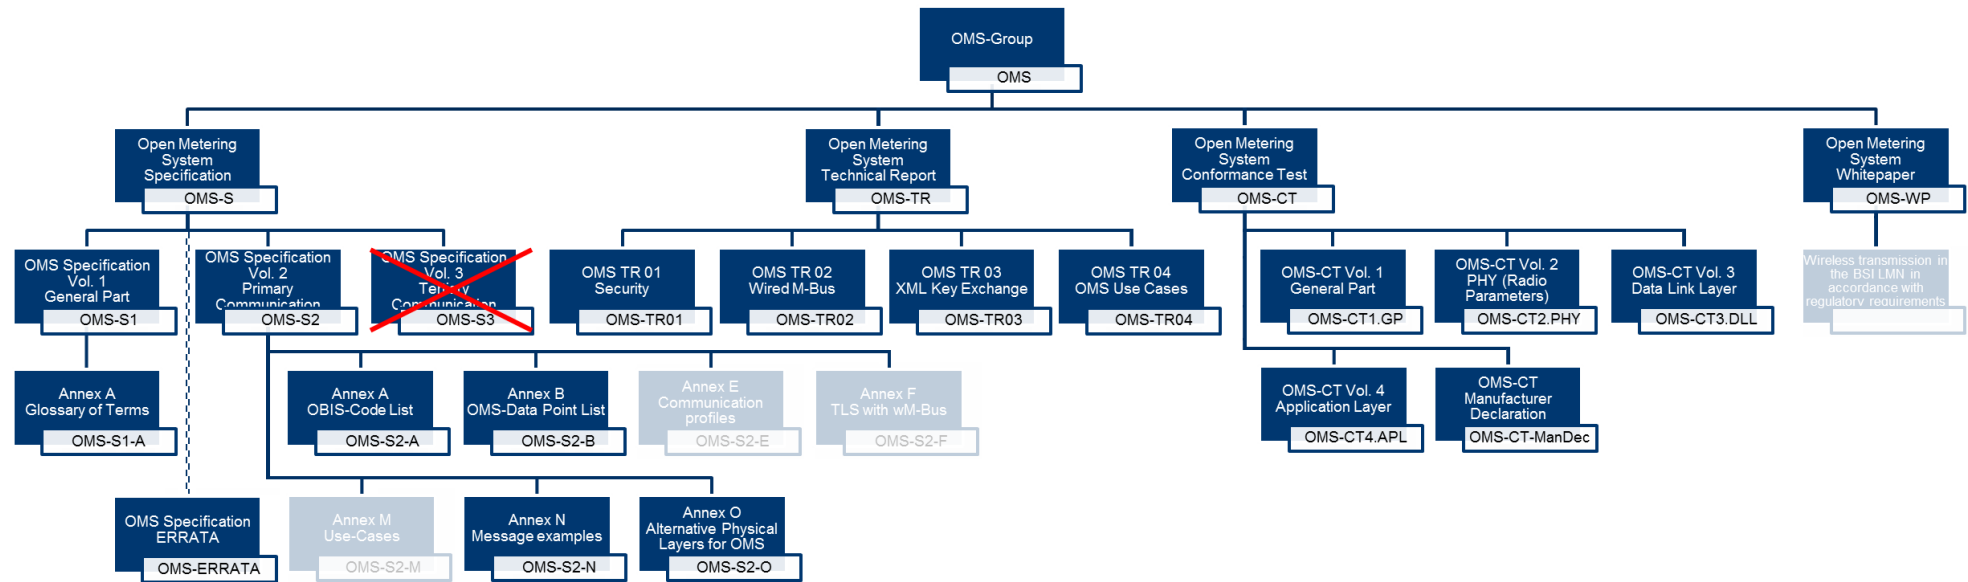 OMS-Group
OMS
Open Metering
System
Specification
OMS-S
Open Metering
System
Technical Report
OMS-TR
Open Metering
System
Conformance Test
OMS-CT
Open Metering
System
Whitepaper
OMS-WP
OMS Specification
Vol. 1
General Part
OMS-S1
OMS Specification
Vol. 2
Primary
Communication
OMS-S2
OMS Specification
Vol. 3
Tertiary
Communication
OMS-S3
OMS TR 01
Security
OMS-TR01
OMS TR 02
Wired M-Bus
OMS-TR02
OMS TR 03
XML Key Exchange
OMS-TR03
OMS TR 04
OMS Use Cases
OMS-TR04
OMS-CT Vol. 1
General Part
OMS-CT1.GP
OMS-CT Vol. 2
PHY (Radio
Parameters)
OMS-CT2.PHY
OMS-CT Vol. 3
Data Link Layer
OMS-CT3.DLL
Wireless transmission in
the BSI LMN in
accordance with
regulatory requirements
Annex A
Glossary of Terms
OMS-S1-A
Annex A
OBIS-Code List
OMS-S2-A
Annex B
OMS-Data Point List
OMS-S2-B
Annex E
Communication
profiles
OMS-S2-E
Annex F
TLS with wM-Bus
OMS-S2-F
OMS-CT Vol. 4
Application Layer
OMS-CT4.APL
OMS-CT
Manufacturer
Declaration
OMS-CT-ManDec
OMS Specification
ERRATA
OMS-ERRATA
Annex M
Use-Cases
OMS-S2-M
Annex N
Message examples
OMS-S2-N
Annex O
Alternative Physical
Layers for OMS
OMS-S2-O